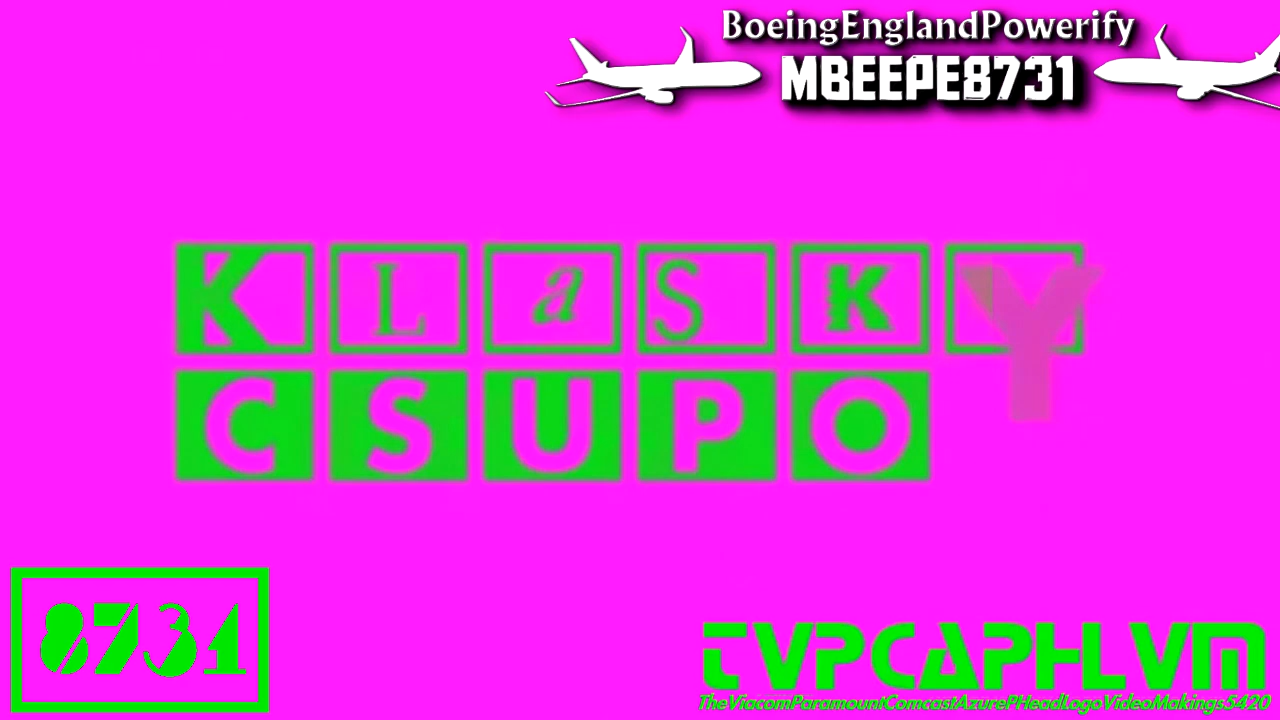 BoeingEnglandPowerify
MBEEPE8731
KLaSKY
CSUPO
8731
TVPCAPHLVM
TheViacomParamountComcastAzurePHeadLogoVideoMakings5420